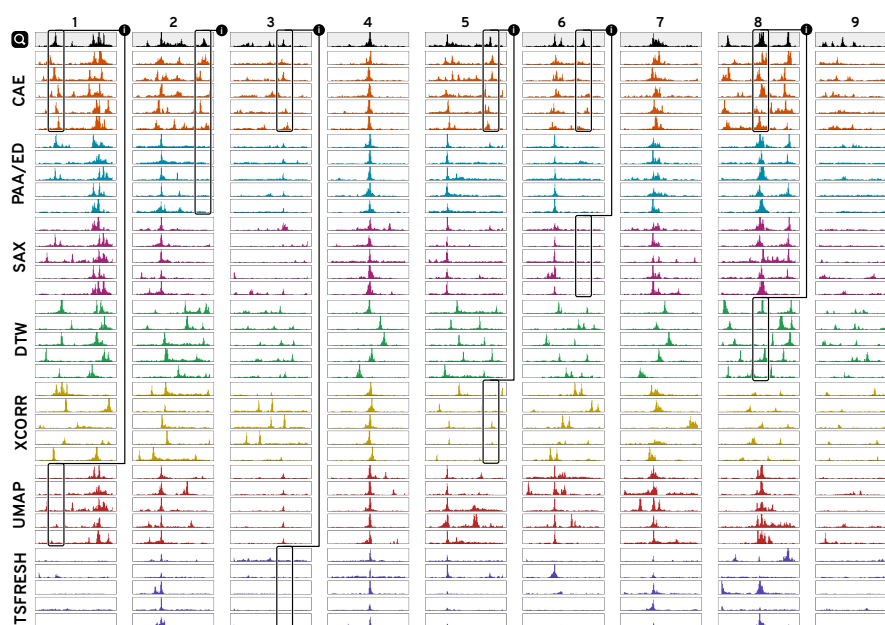 1 2 3 4 5 6 7 8 9
i i i i i i
Q
CAE
PAA/ED
SAX
DTW
XCORR
UMAP
TSFRESH